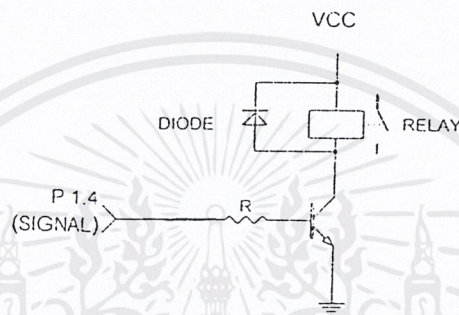 VCC
DIODE
RELAY
P 1.4
(SIGNAL)
R